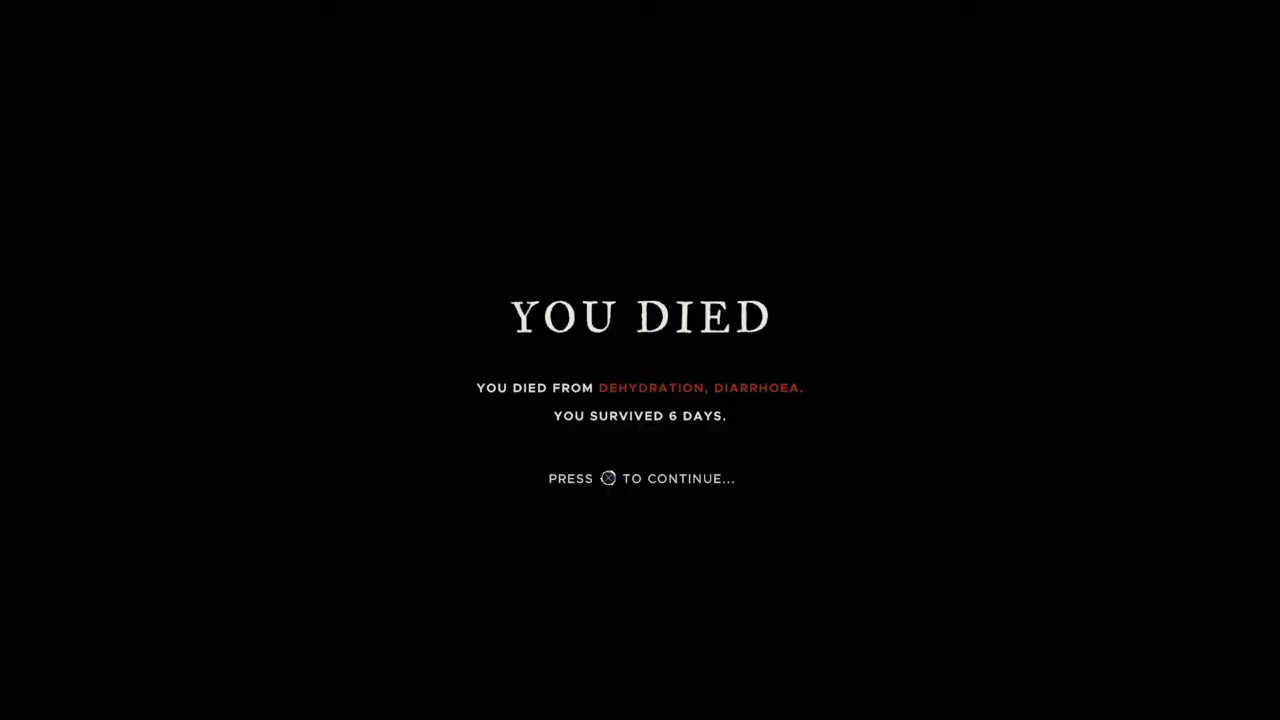 YOU DIED
YOU DIED FROM DEHYDRATION, DIARRHOEA.
YOU SURVIVED 6 DAYS.
PRESS ⓧ TO CONTINUE...